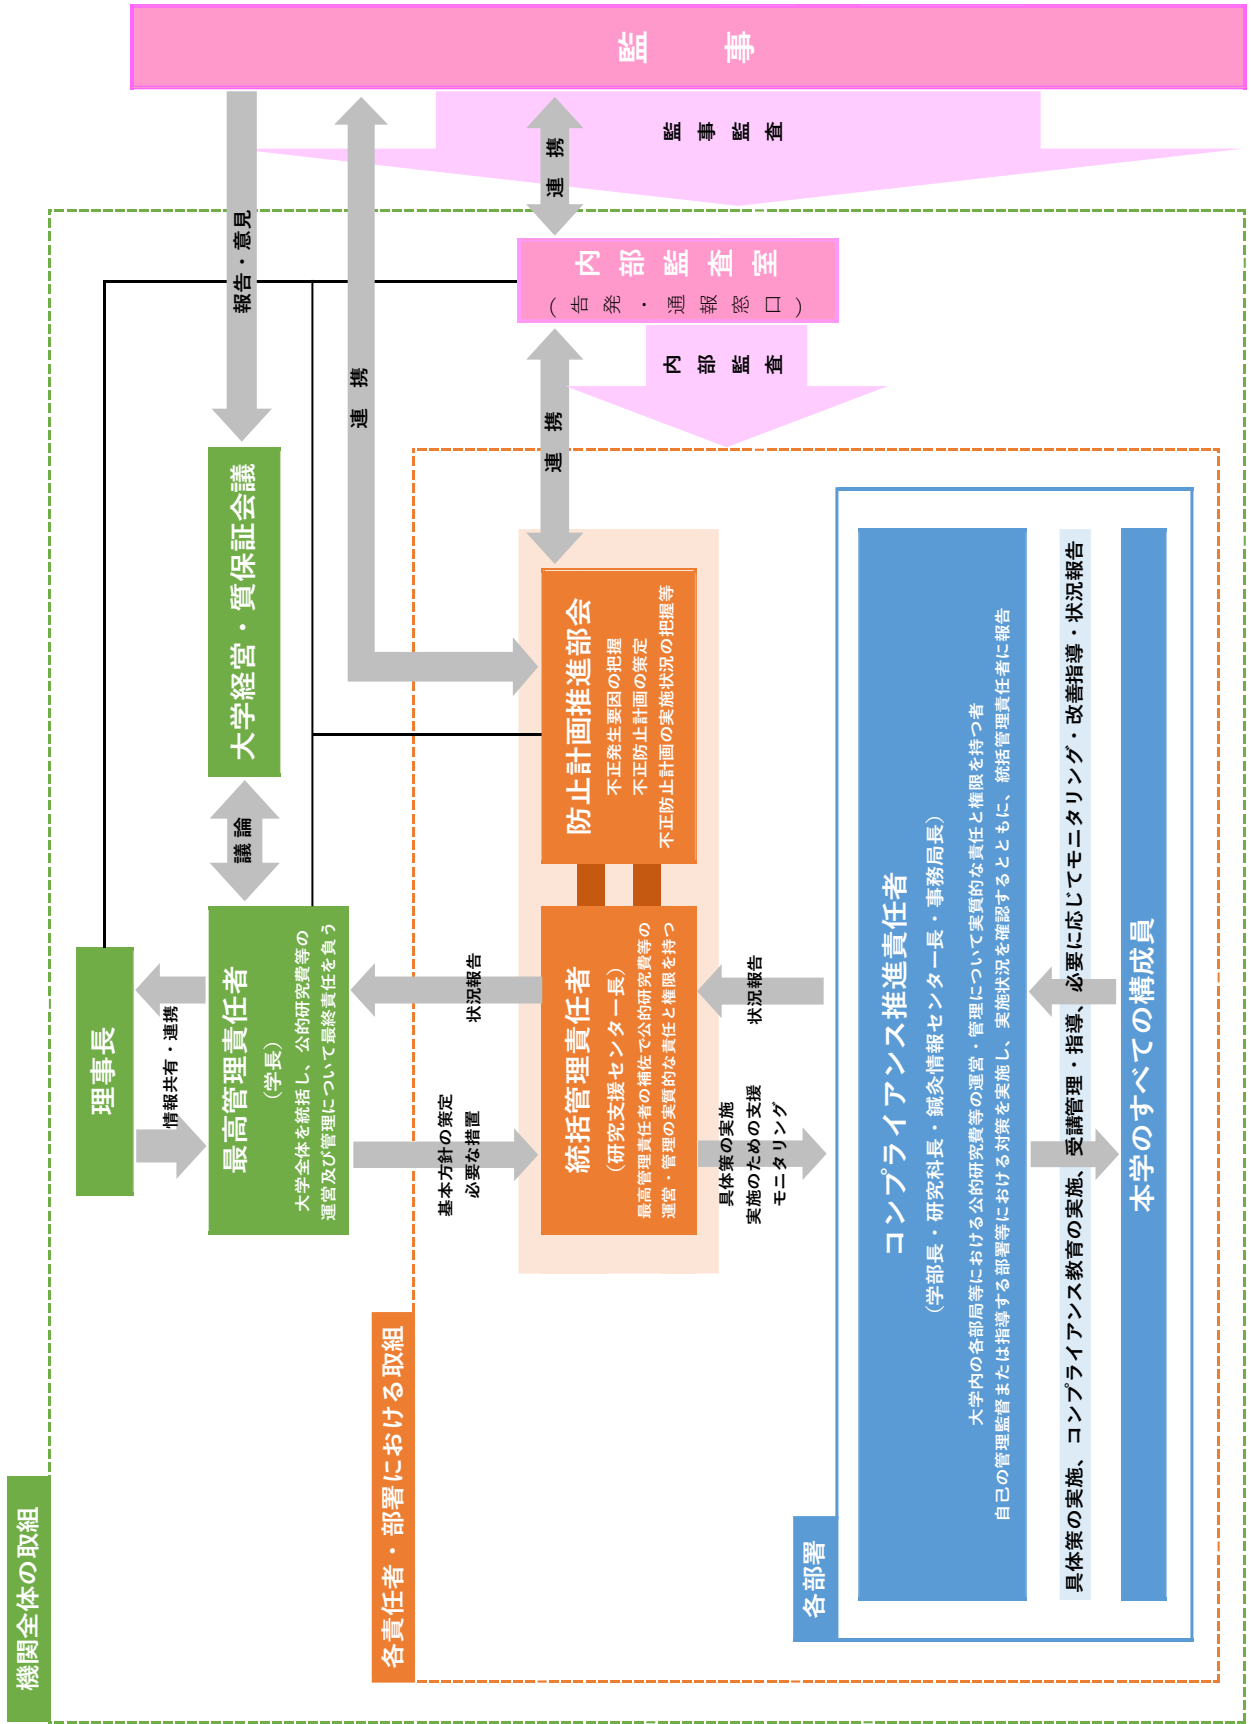 機関全体の取組
理事長
情報共有・連携
最高管理責任者
（学長）
大学全体を統括し、公的研究費等の
運営及び管理について最終責任を負う
議論
大学経営・質保証会議
報告・意見
監事
連携
監事監査
連携
内部監査室
（告発・通報窓口）
内部監査
連携
各責任者・部署における取組
基本方針の策定
必要な措置
状況報告
統括管理責任者
（研究支援センター長）
最高管理責任者の補佐で公的研究費等の
運営・管理の実質的な責任と権限を持つ
防止計画推進部会
不正発生要因の把握
不正防止計画の策定
不正防止計画の実施状況の把握等
具体策の実施
実施のための支援
モニタリング
状況報告
各部署
コンプライアンス推進責任者
（学部長・研究科長・鍼灸情報センター長・事務局長）
大学内の各部局等における公的研究費等の運営・管理について実質的な責任と権限を持つ者
自己の管理監督または指導する部署等における対策を実施し、実施状況を確認するとともに、統括管理責任者に報告
具体策の実施、コンプライアンス教育の実施、受講管理・指導、必要に応じてモニタリング・改善指導・状況報告
本学のすべての構成員